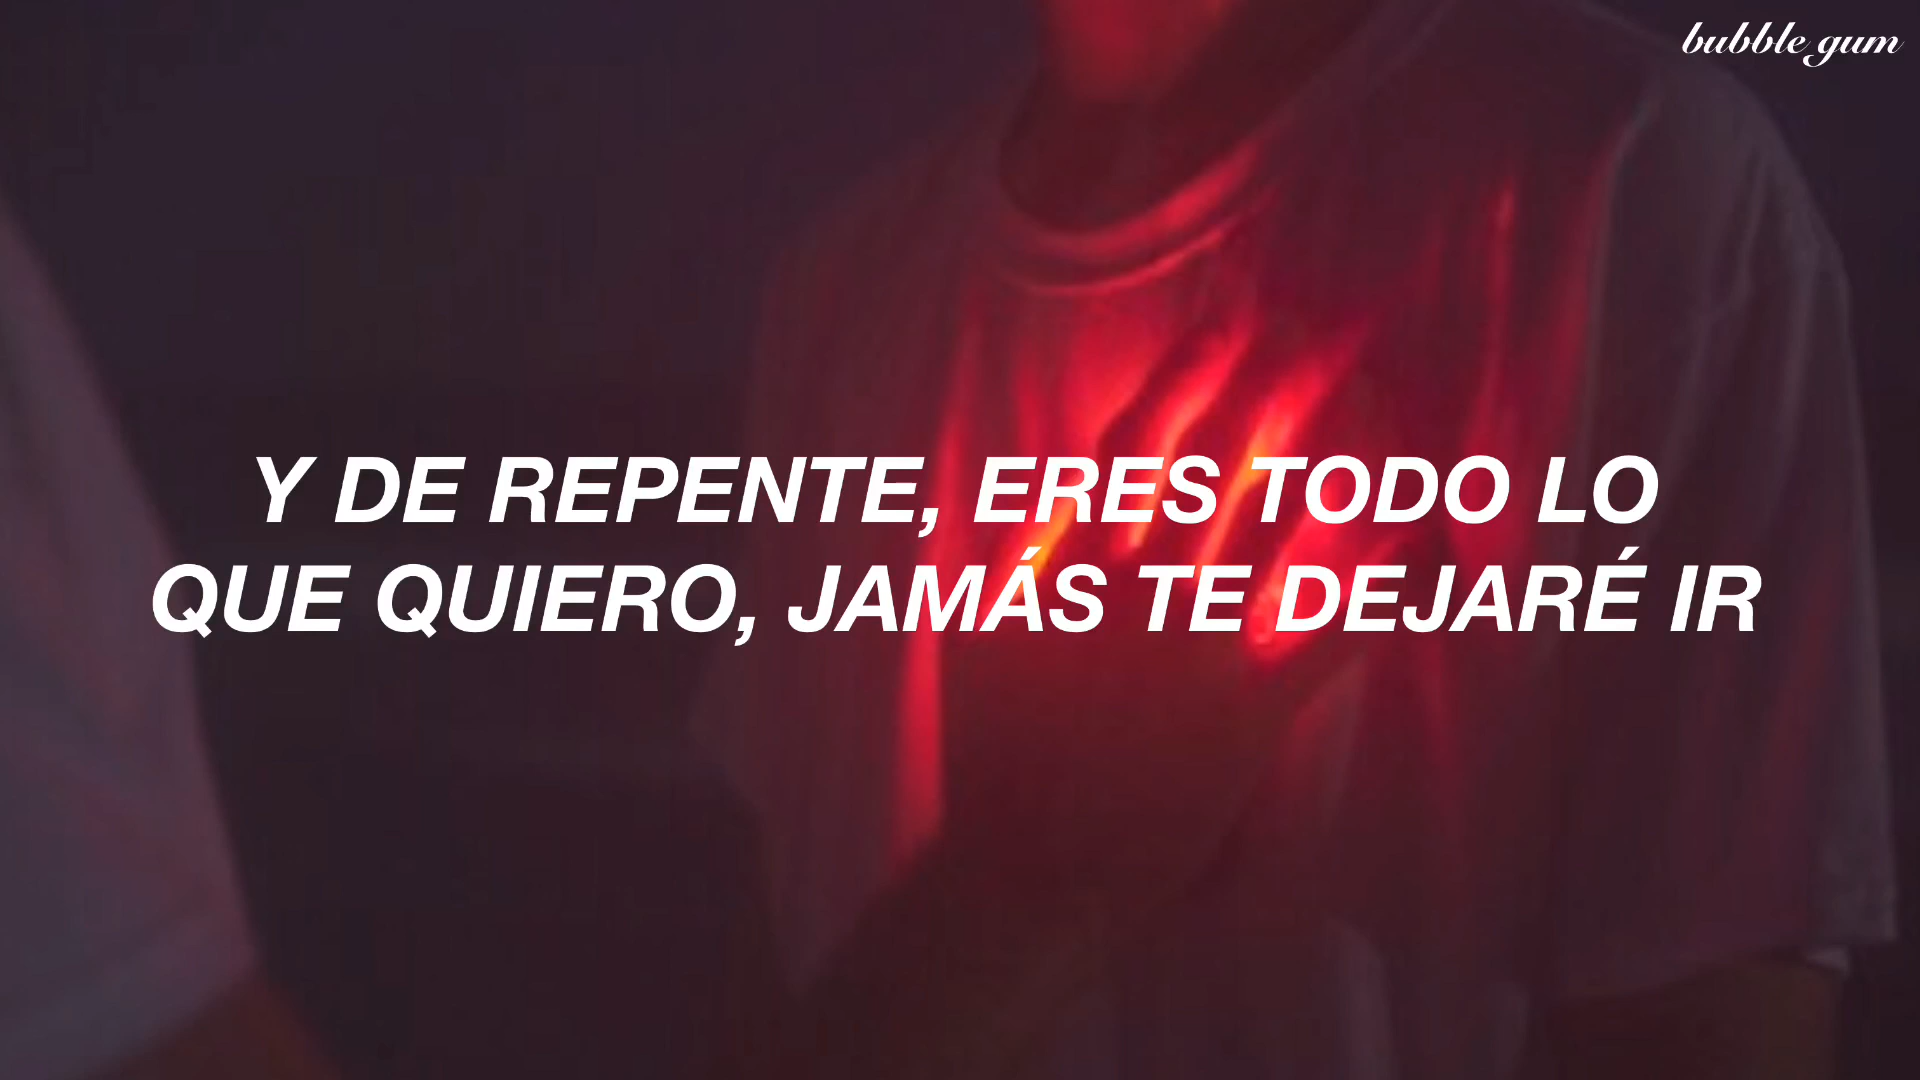 bubble gum
Y DE REPENTE, ERES TODO LO
QUE QUIERO, JAMÁS TE DEJARÉ IR